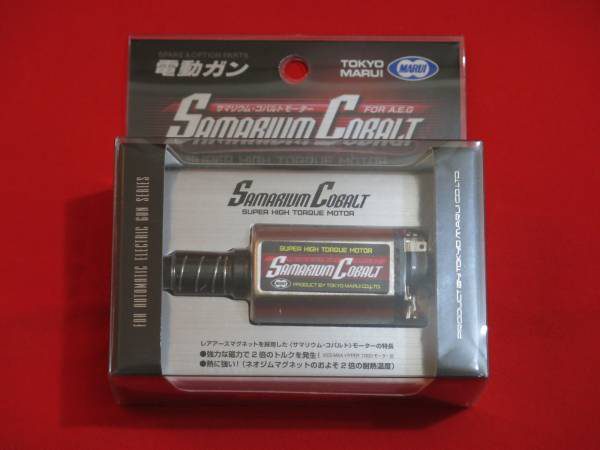 SPARE & OPTION PARTS
電動ガン
TOKYO
MARUI
MARUI
サマリウム・コバルトモーター
FOR A.E.G
SAMARIUM COBALT
SUPER HIGH TORQUE MOTOR
SAMARIUM COBALT
SUPER HIGH TORQUE MOTOR
SUPER HIGH TORQUE MOTOR
SAMARIUM COBALT
PRODUCT BY TOKYO MARUI CO.,LTD.
レアアースマグネットを採用した〈サマリウム・コバルト〉モーターの特長
●強力な磁力で2倍のトルクを発生!
●熱に強い!(ネオジムマグネットのおよそ2倍の耐熱温度)
FOR AUTOMATIC ELECTRIC GUN SERIES
PRODUCT BY TOKYO MARUI CO.,LTD.